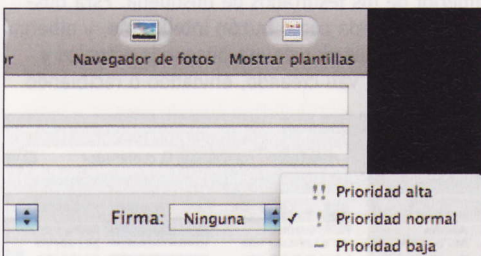 Navegador de fotos Mostrar plantillas
Firma: Ninguna
!! Prioridad alta
✓ ! Prioridad normal
– Prioridad baja